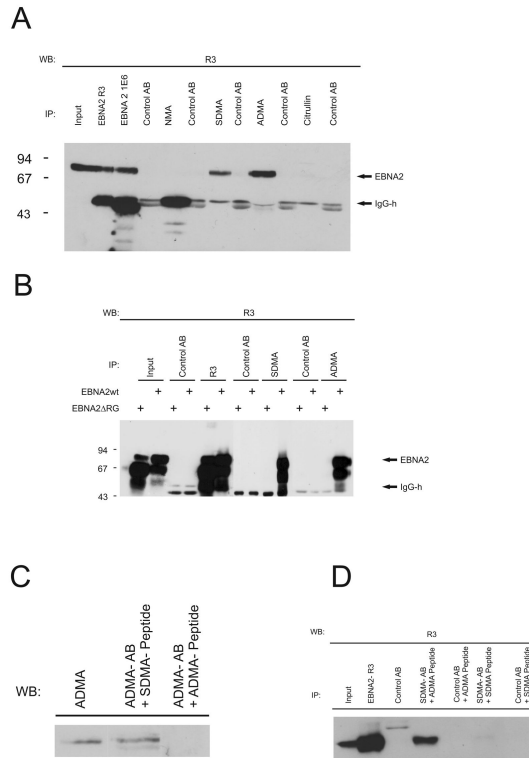 A
WB:
R3
IP:
Input
EBNA2 R3
EBNA 2 1E6
Control AB
NMA
Control AB
SDMA
Control AB
ADMA
Control AB
Citrullin
Control AB
94 -
67 -
43 -
EBNA2
IgG-h
B
WB:
R3
IP:
Input
Control AB
R3
Control AB
SDMA
Control AB
ADMA
EBNA2wt + + + + + + +
EBNA2ΔRG + + + + + + +
94 -
67 -
43 -
EBNA2
IgG-h
C
WB:
ADMA
ADMA- AB
+ SDMA- Peptide
ADMA- AB
+ ADMA- Peptide
D
WB:
R3
IP:
Input
EBNA2- R3
Control AB
SDMA- AB
+ ADMA Peptide
Control AB
+ ADMA Peptide
SDMA- AB
+ SDMA Peptide
Control AB
+ SDMA Peptide